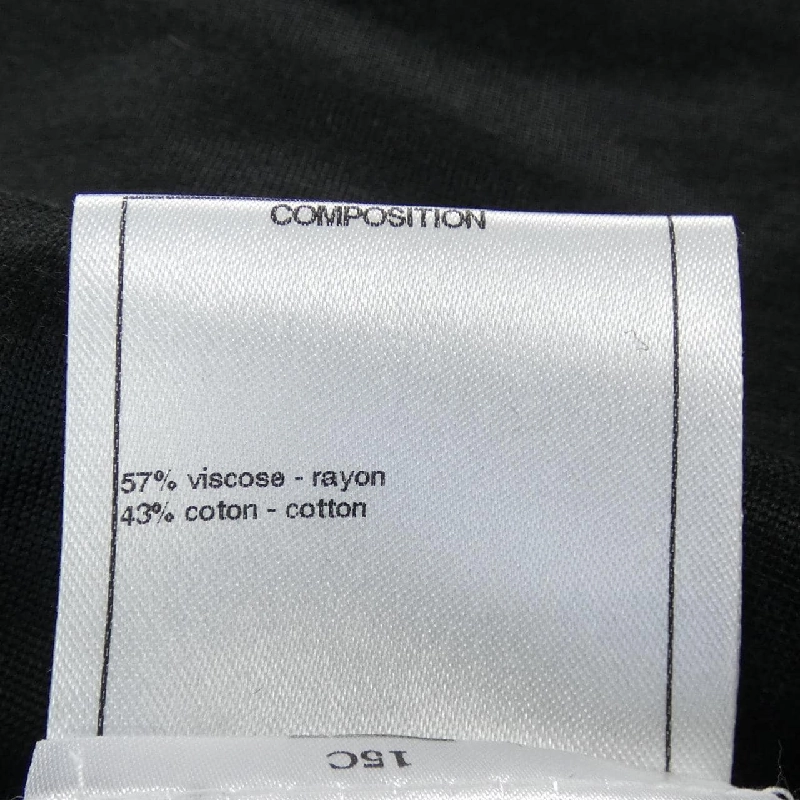 COMPOSITION
57% viscose - rayon
43% coton - cotton
15C